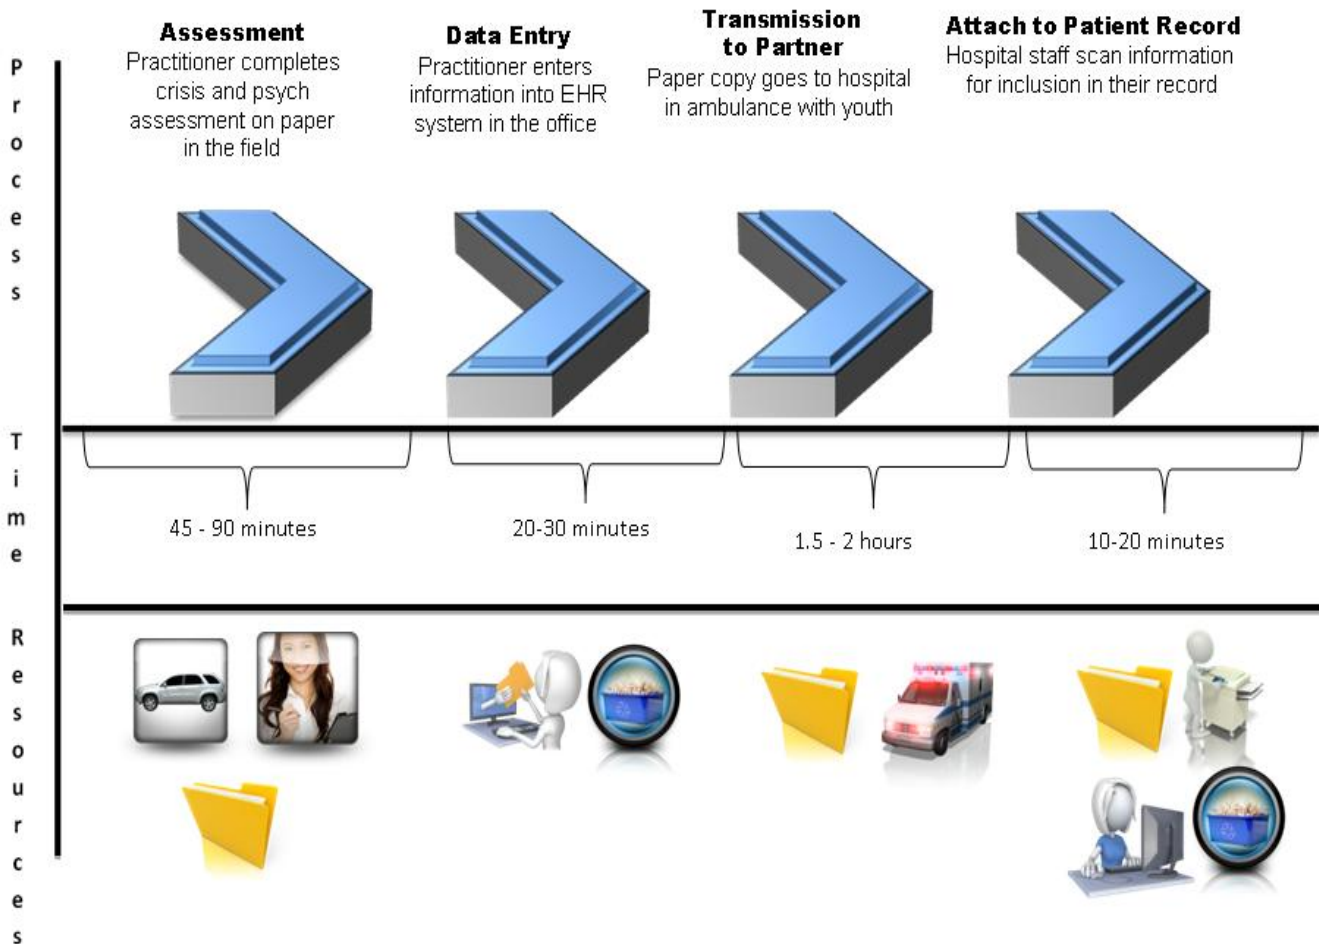 Process
Assessment
Practitioner completes
crisis and psych
assessment on paper
in the field
Data Entry
Practitioner enters
information into EHR
system in the office
Transmission
to Partner
Paper copy goes to hospital
in ambulance with youth
Attach to Patient Record
Hospital staff scan information
for inclusion in their record
Time
45 - 90 minutes
20-30 minutes
1.5 - 2 hours
10-20 minutes
Resources